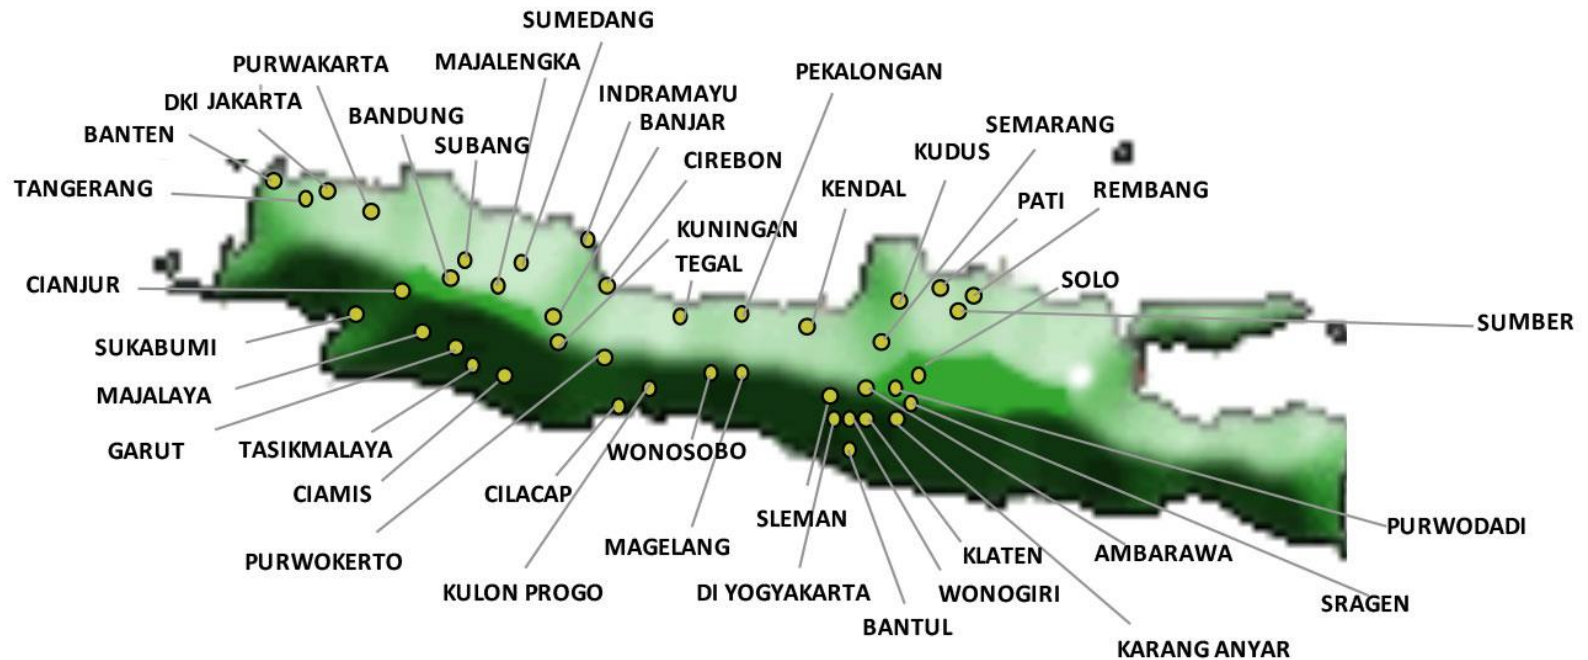 SUMEDANG
PURWAKARTA
MAJALENGKA
PEKALONGAN
DKI JAKARTA
INDRAMAYU
BANDUNG
BANJAR
BANTEN
SUBANG
SEMARANG
KUDUS
CIREBON
TANGERANG
KENDAL
REMBANG
PATI
KUNINGAN
TEGAL
CIANJUR
SOLO
SUMBER
SUKABUMI
MAJALAYA
GARUT
TASIKMALAYA
WONOSOBO
CIAMIS
CILACAP
SLEMAN
PURWODADI
MAGELANG
KLATEN
AMBARAWA
PURWOKERTO
KULON PROGO
DI YOGYAKARTA
WONOGIRI
SRAGEN
BANTUL
KARANG ANYAR